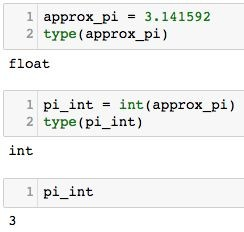 1 approx_pi = 3.141592
2 type(approx_pi)
float
1 pi_int = int(approx_pi)
2 type(pi_int)
int
1 pi_int
3